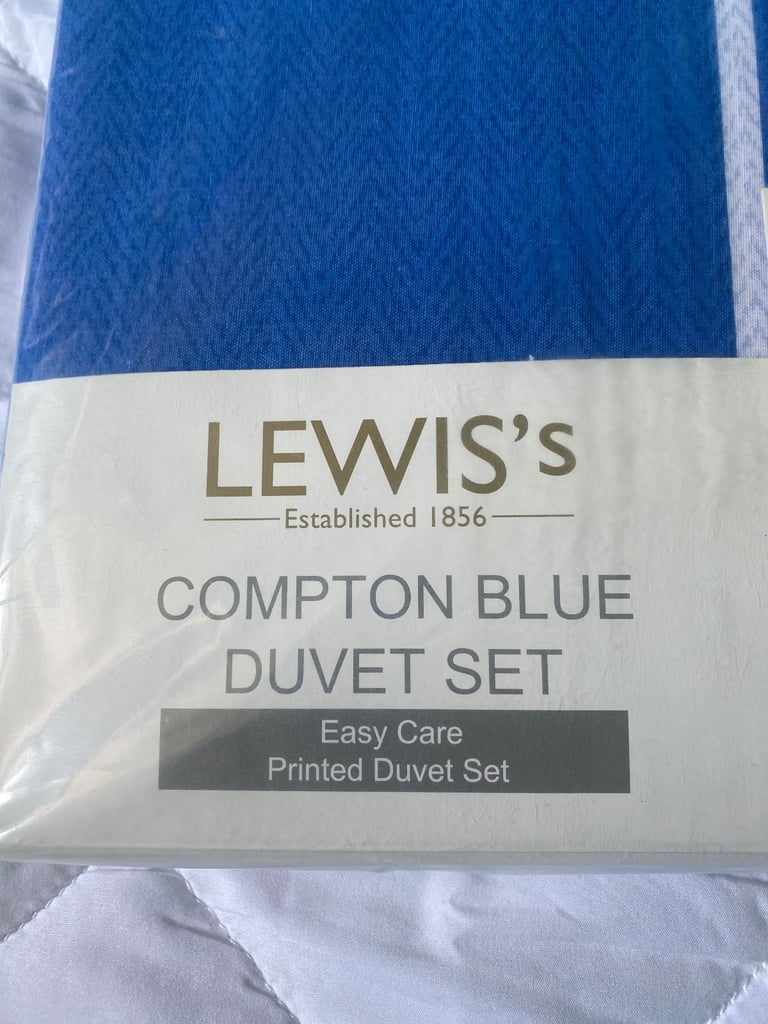 LEWIS's
Established 1856
COMPTON BLUE
DUVET SET
Easy Care
Printed Duvet Set